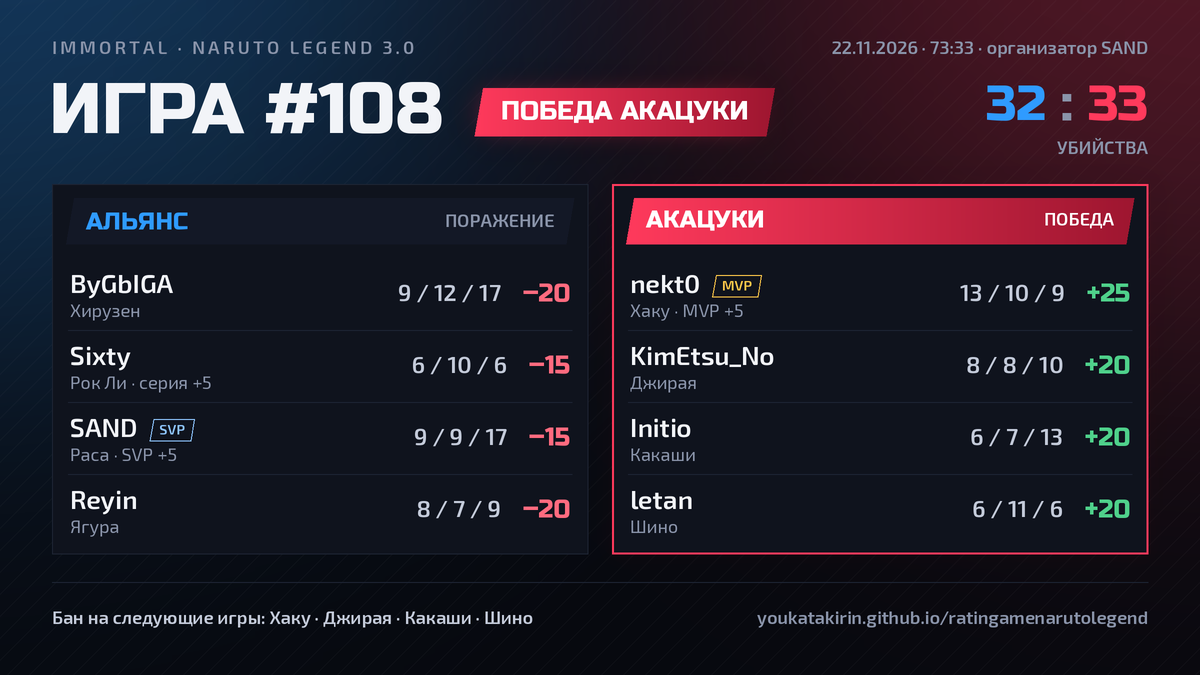 IMMORTAL · NARUTO LEGEND 3.0
22.11.2026 · 73:33 · организатор SAND
ИГРА #108
ПОБЕДА АКАЦУКИ
32 : 33
УБИЙСТВА
АЛЬЯНС ПОРАЖЕНИЕ
ByGbIGA 9 / 12 / 17 −20
Хирузен
Sixty 6 / 10 / 6 −15
Рок Ли · серия +5
SAND SVP 9 / 9 / 17 −15
Раса · SVP +5
Reyin 8 / 7 / 9 −20
Ягура
АКАЦУКИ ПОБЕДА
nekt0 MVP 13 / 10 / 9 +25
Хаку · MVP +5
KimEtsu_No 8 / 8 / 10 +20
Джирая
Initio 6 / 7 / 13 +20
Какаши
letan 6 / 11 / 6 +20
Шино
Бан на следующие игры: Хаку · Джирая · Какаши · Шино
youkatakirin.github.io/ratingamenarutolegend